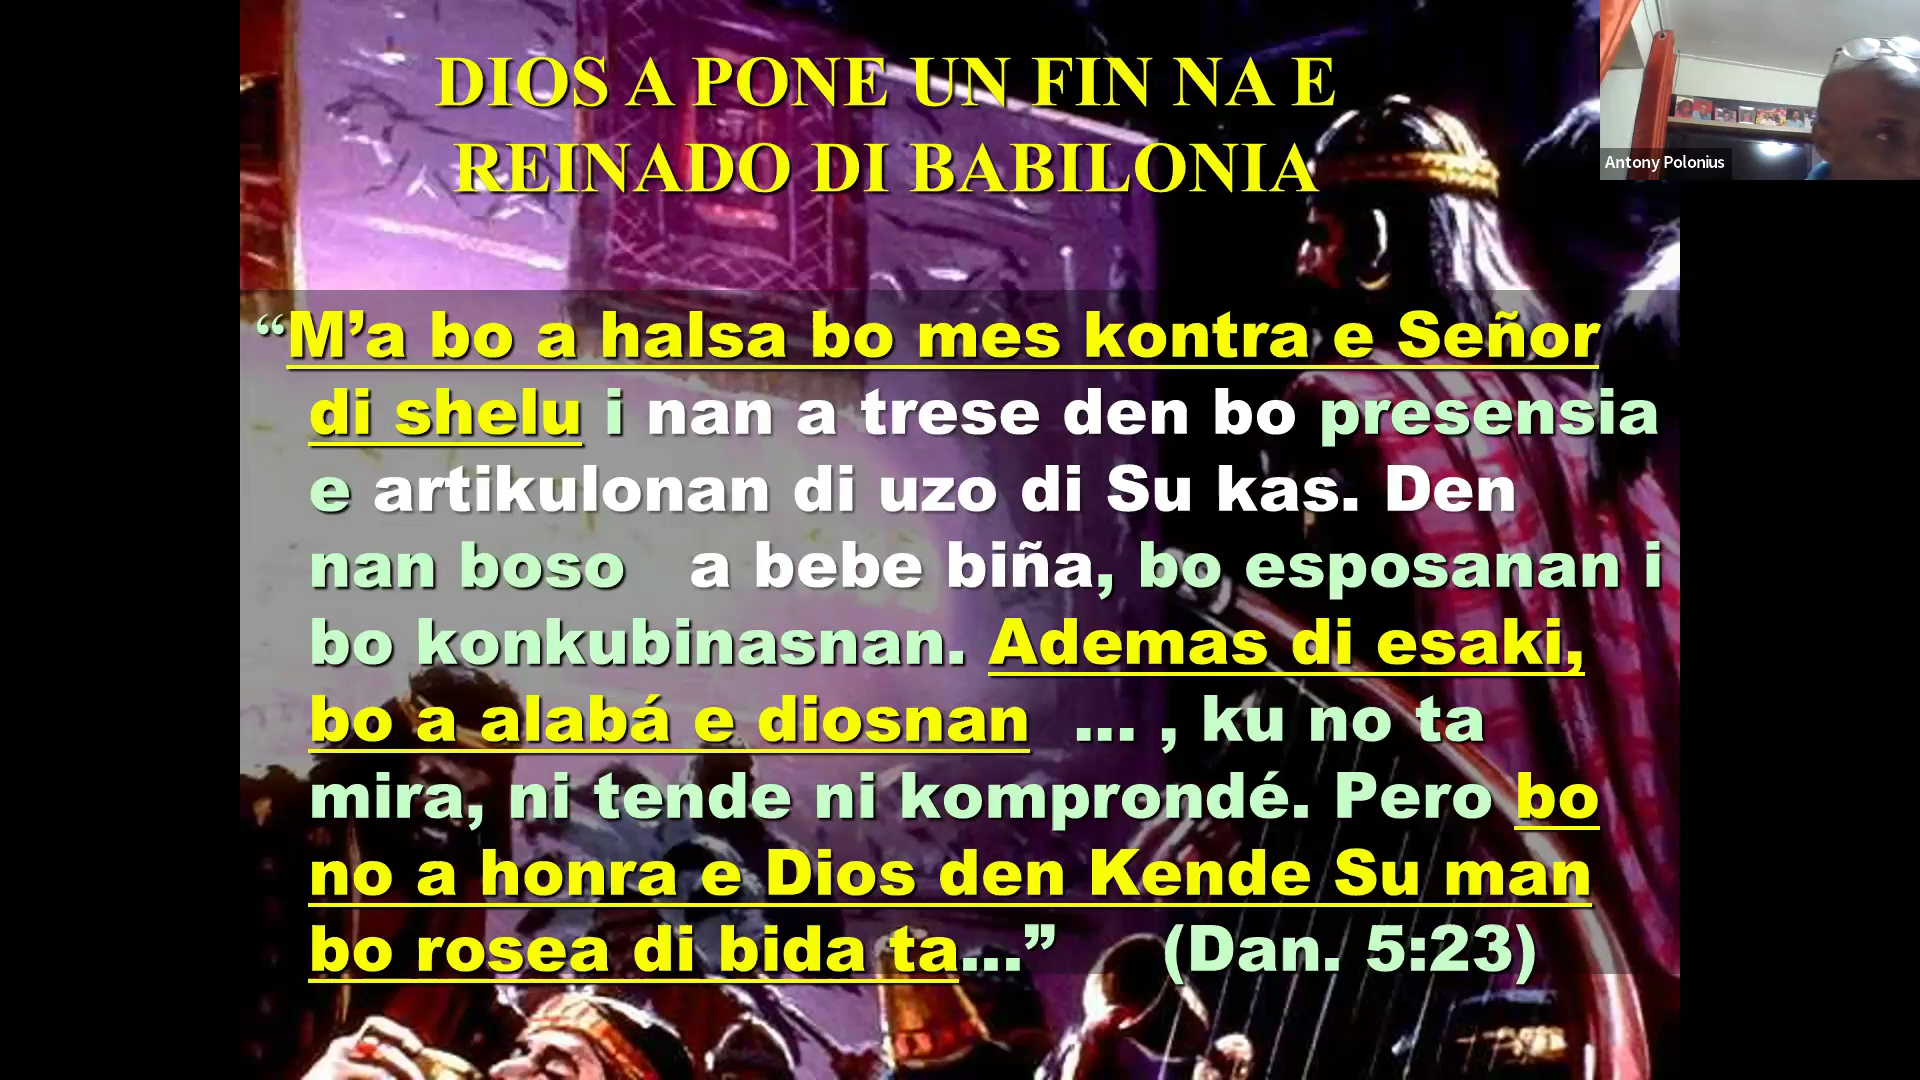 DIOS A PONE UN FIN NA E
REINADO DI BABILONIA
Antony Polonius
“M’a bo a halsa bo mes kontra e Señor
di shelu i nan a trese den bo presensia
e artikulonan di uzo di Su kas. Den
nan boso a bebe biña, bo esposanan i
bo konkubinasnan. Ademas di esaki,
bo a alabá e diosnan ... , ku no ta
mira, ni tende ni komprondé. Pero bo
no a honra e Dios den Kende Su man
bo rosea di bida ta...” (Dan. 5:23)